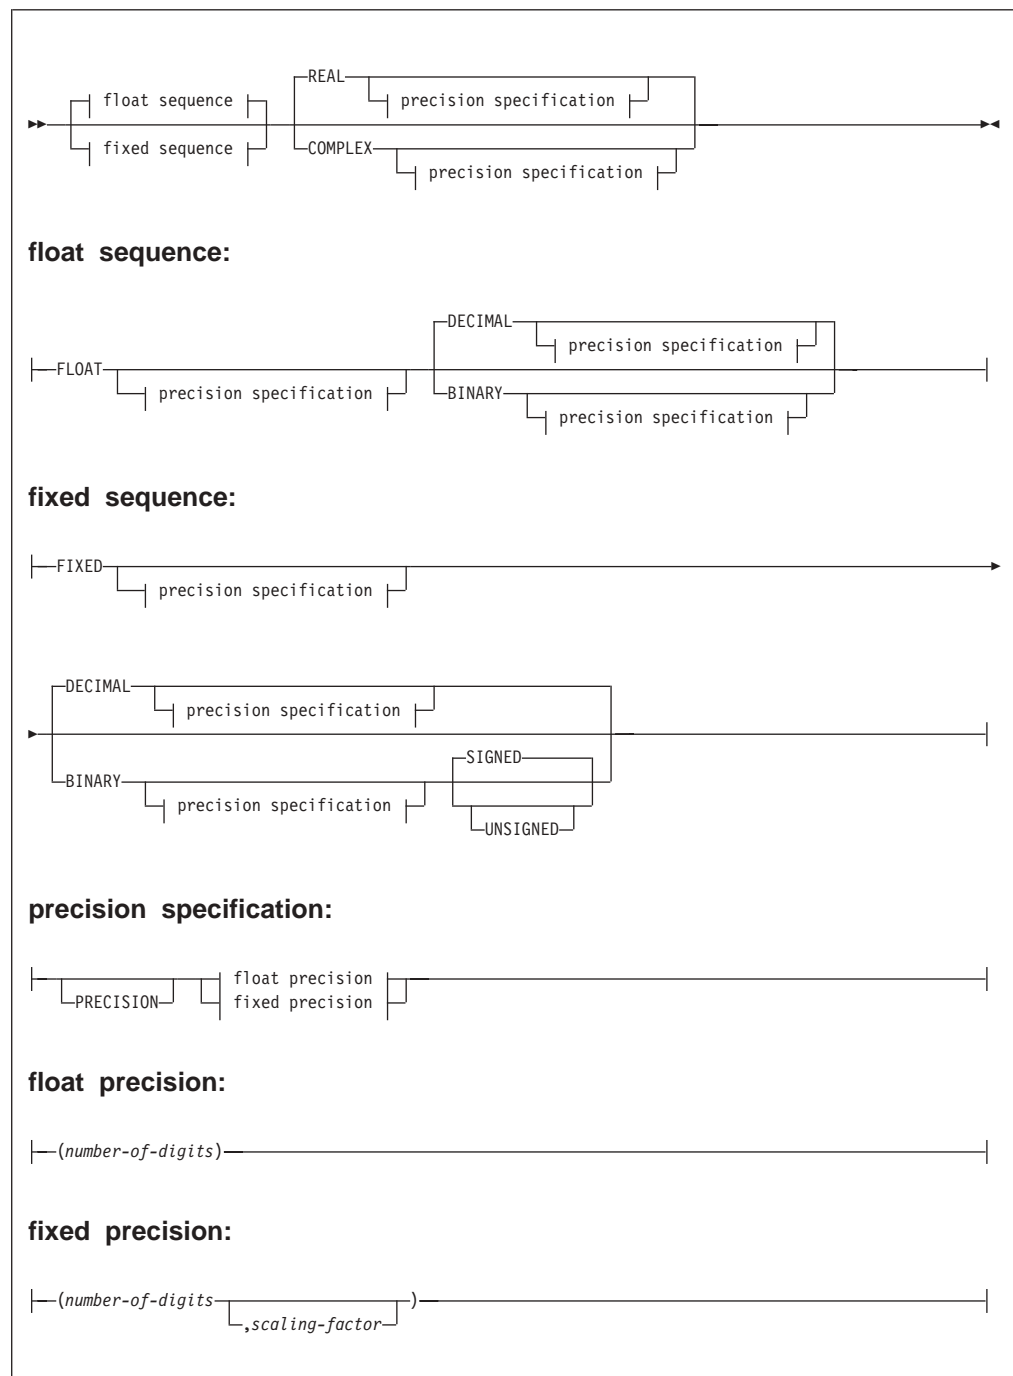 REAL
precision specification
float sequence
fixed sequence
COMPLEX
precision specification
float sequence:
DECIMAL
precision specification
FLOAT
precision specification
BINARY
precision specification
fixed sequence:
FIXED
precision specification
DECIMAL
precision specification
SIGNED
BINARY
precision specification
UNSIGNED
precision specification:
float precision
PRECISION
fixed precision
float precision:
(number-of-digits)
fixed precision:
(number-of-digits )
,scaling-factor